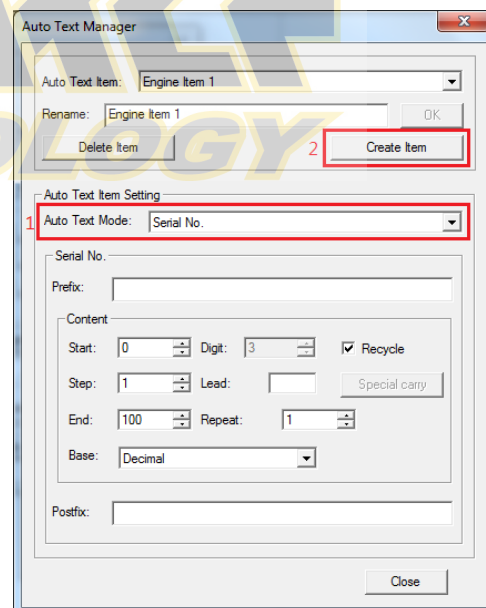 Auto Text Manager
Auto Text Item: Engine Item 1
Rename: Engine Item 1 OK
Delete Item 2 Create Item
OLOGY
Auto Text Item Setting
1 Auto Text Mode: Serial No.
Serial No.
Prefix:
Content
Start: 0 Digit: 3 Recycle
Step: 1 Lead: Special carry
End: 100 Repeat: 1
Base: Decimal
Postfix:
Close